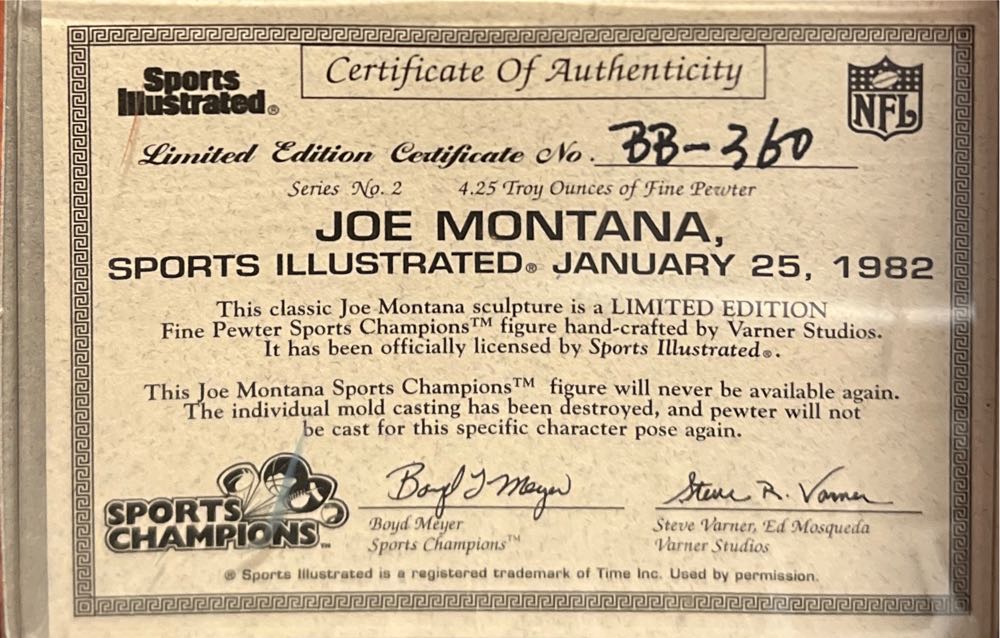 Certificate Of Authenticity
Sports
Illustrated®
NFL
Limited Edition Certificate No. BB-360
Series No. 2 4.25 Troy Ounces of Fine Pewter
JOE MONTANA,
SPORTS ILLUSTRATED® JANUARY 25, 1982
This classic Joe Montana sculpture is a LIMITED EDITION
Fine Pewter Sports Champions™ figure hand-crafted by Varner Studios.
It has been officially licensed by Sports Illustrated®.
This Joe Montana Sports Champions™ figure will never be available again.
The individual mold casting has been destroyed, and pewter will not
be cast for this specific character pose again.
SPORTS
CHAMPIONS™
Boyd J Meyer
Boyd Meyer
Sports Champions™
Steve R. Varner
Steve Varner, Ed Mosqueda
Varner Studios
® Sports Illustrated is a registered trademark of Time Inc. Used by permission.